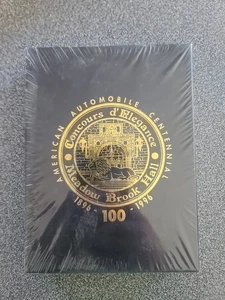 AMERICAN AUTOMOBILE CENTENNIAL
Concours d'Elegance
Meadow Brook Hall
1896 - 100 - 1996